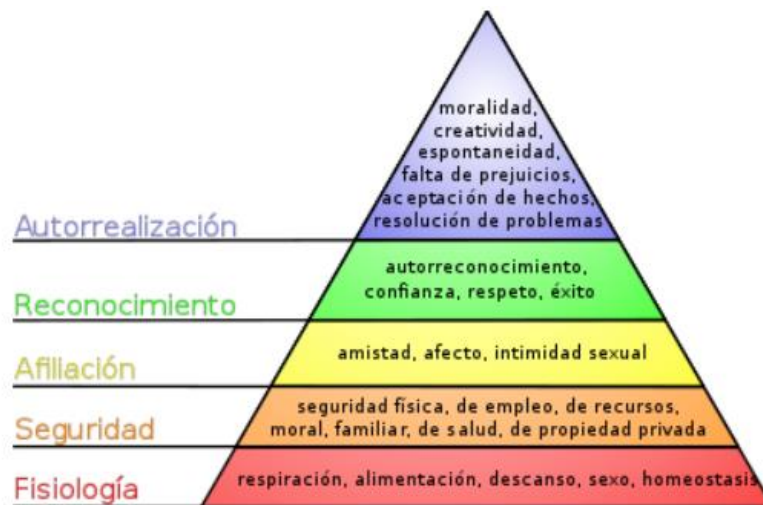 moralidad,
creatividad,
espontaneidad,
falta de prejuicios,
aceptación de hechos,
resolución de problemas
Autorrealización
autorreconocimiento,
confianza, respeto, éxito
Reconocimiento
amistad, afecto, intimidad sexual
Afiliación
seguridad física, de empleo, de recursos,
moral, familiar, de salud, de propiedad privada
Seguridad
respiración, alimentación, descanso, sexo, homeostasis
Fisiología